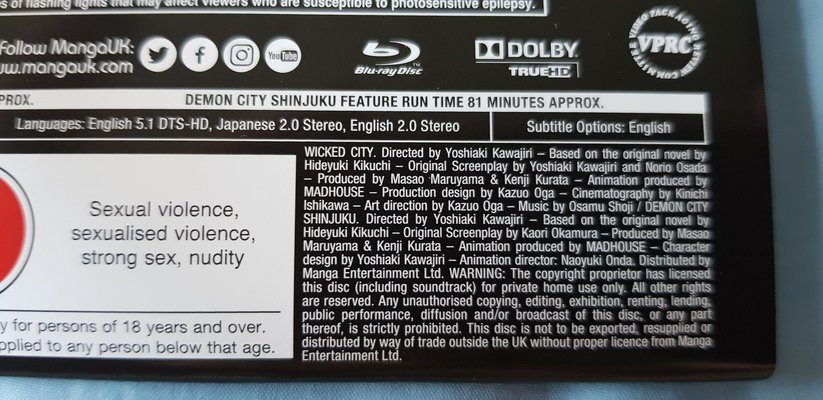 s of flashing lights that may affect viewers who are susceptible to photosensitive epilepsy.
Follow MangaUK:
www.mangauk.com
You Tube
Blu-ray Disc
DOLBY
TRUEHD
VIDEO PACKAGING REVIEW COMMITTEE
VPRC
PROX.
DEMON CITY SHINJUKU FEATURE RUN TIME 81 MINUTES APPROX.
Languages: English 5.1 DTS-HD, Japanese 2.0 Stereo, English 2.0 Stereo
Subtitle Options: English
Sexual violence,
sexualised violence,
strong sex, nudity
y for persons of 18 years and over.
pplied to any person below that age.
WICKED CITY. Directed by Yoshiaki Kawajiri – Based on the original novel by
Hideyuki Kikuchi – Original Screenplay by Yoshiaki Kawajiri and Norio Osada
– Produced by Masao Maruyama & Kenji Kurata – Animation produced by
MADHOUSE – Production design by Kazuo Oga – Cinematography by Kinichi
Ishikawa – Art direction by Kazuo Oga – Music by Osamu Shoji / DEMON CITY
SHINJUKU. Directed by Yoshiaki Kawajiri – Based on the original novel by
Hideyuki Kikuchi – Original Screenplay by Kaori Okamura – Produced by Masao
Maruyama & Kenji Kurata – Animation produced by MADHOUSE – Character
design by Yoshiaki Kawajiri – Animation director: Naoyuki Onda. Distributed by
Manga Entertainment Ltd. WARNING: The copyright proprietor has licensed
this disc (including soundtrack) for private home use only. All other rights
are reserved. Any unauthorised copying, editing, exhibition, renting, lending,
public performance, diffusion and/or broadcast of this disc, or any part
thereof, is strictly prohibited. This disc is not to be exported, resupplied or
distributed by way of trade outside the UK without proper licence from Manga
Entertainment Ltd.